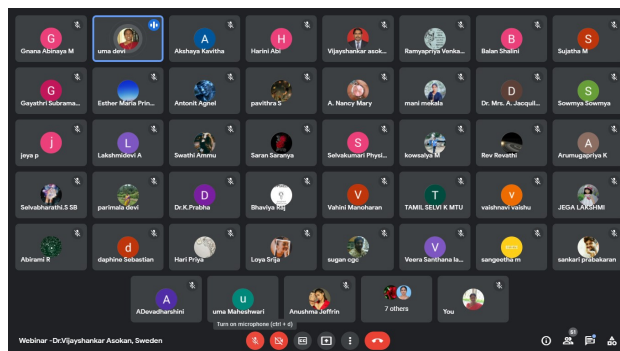 G
Gnana Abinaya M
uma devi
A
Akshaya Kavitha
H
Harini Abi
Vijayshankar asok...
Ramyapriya Venka...
B
Balan Shalini
S
Sujatha M
G
Gayathri Subrama...
Esther Maria Prin...
Antonit Agnel
pavithra S
A. Nancy Mary
mani mekala
D
Dr. Mrs. A. Jacquil...
S
Sowmya Sowmya
j
jeya p
L
Lakshmidevi A
Swathi Ammu
Saran Saranya
S
Selvakumari Physi...
kowsalya M
Rev Revathi
A
Arumugapriya K
Selvabharathi.S SB
parimala devi
D
Dr.K.Prabha
Bhaviya Raj
V
Vahini Manoharan
T
TAMIL SELVI K MTU
v
vaishnavi vaishu
JEGA LAKSHMI
Abirami R
d
daphine Sebastian
Hari Priya
Loya Srija
sugan cgc
V
Veera Santhana la...
sangeetha m
sankari prabakaran
A
ADevadharshini
u
uma Maheshwari
Anushma Jeffrin
7 others
You
Turn on microphone (ctrl + d)
Webinar -Dr.Vijayshankar Asokan, Sweden
51